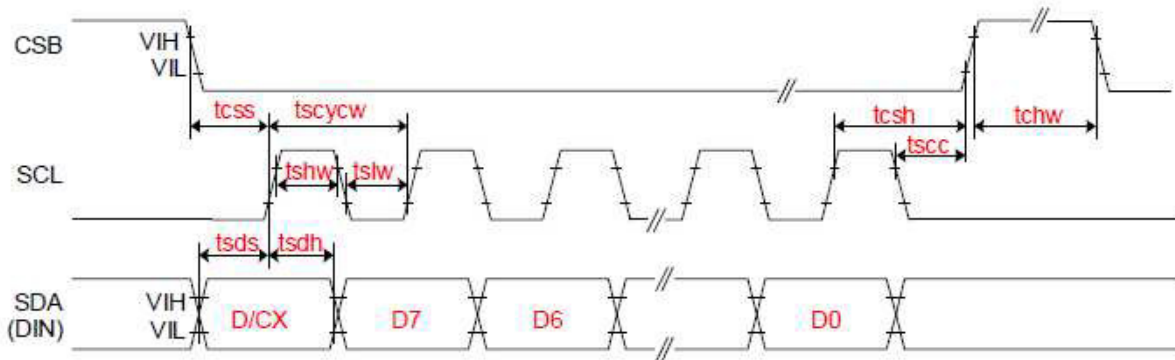 CSB
VIH
VIL
tcss
tscycw
tcsh
tchw
tscc
SCL
tshw
tslw
tsds
tsdh
SDA
(DIN)
VIH
VIL
D/CX
D7
D6
D0